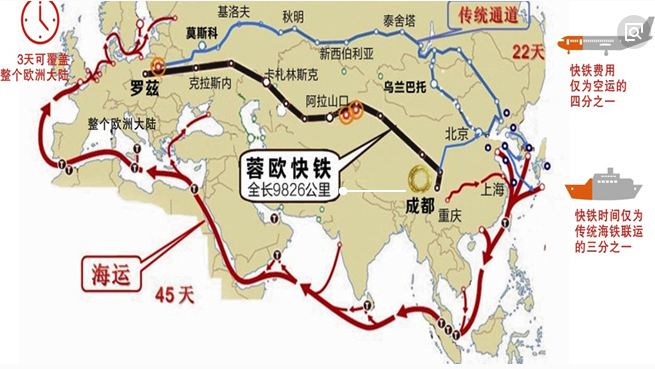 3天可覆盖
整个欧洲大陆
基洛夫
秋明
泰舍塔
传统通道
莫斯科
新西伯利亚
22天
罗兹
克拉斯内
卡札林斯克
阿拉山口
乌兰巴托
快铁费用
仅为空运的
四分之一
整个欧洲大陆
北京
蓉欧快铁
全长9826公里
成都
重庆
上海
快铁时间仅为
传统海铁联运
的三分之一
海运
45天